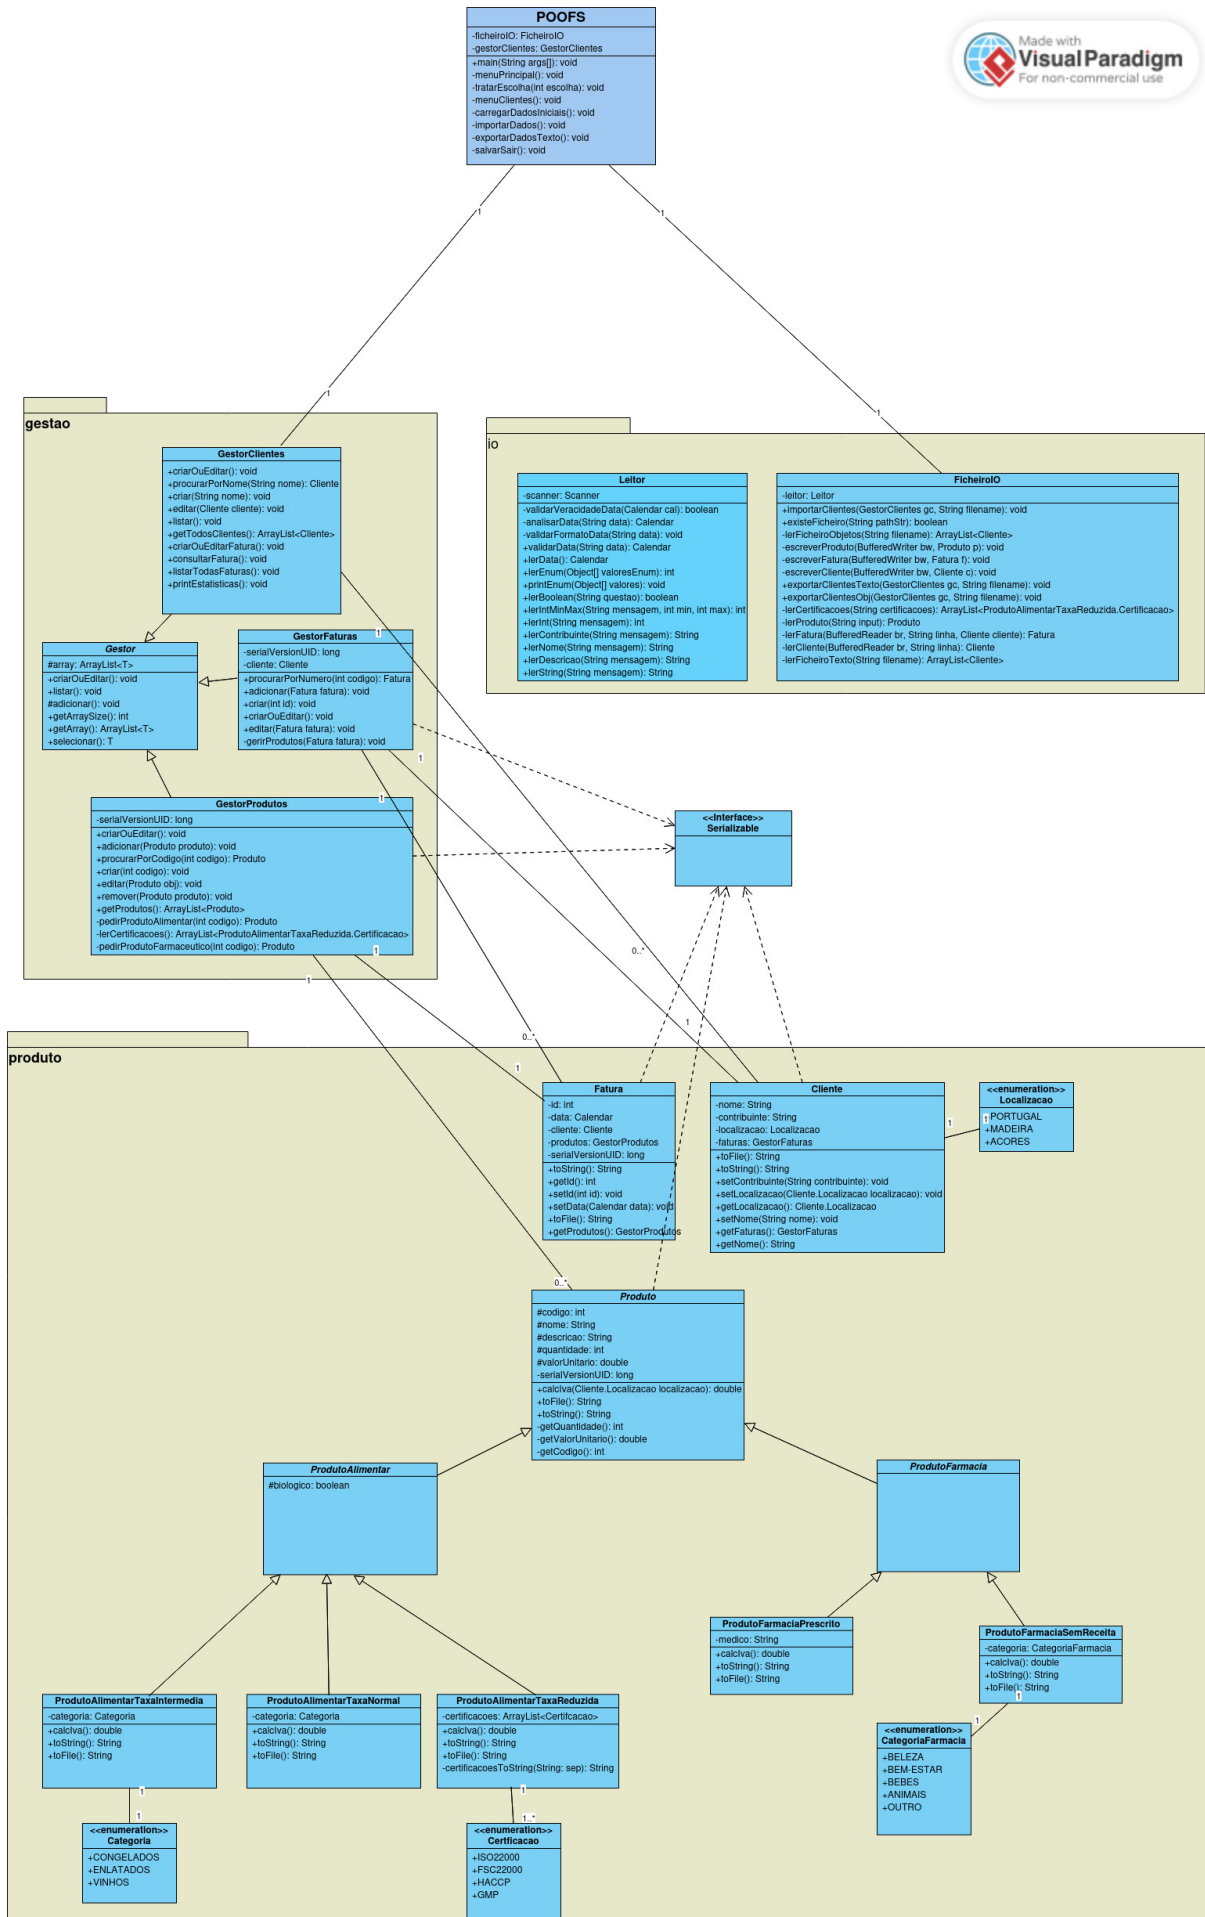 POOFS
-ficheiroIO: FicheiroIO
-gestorClientes: GestorClientes
+main(String args[]): void
-menuPrincipal(): void
-tratarEscolha(int escolha): void
-menuClientes(): void
-carregarDadosIniciais(): void
-importarDados(): void
-exportarDadosTexto(): void
-salvarSair(): void
Made with
Visual Paradigm
For non-commercial use
1
1
1
1
gestao
GestorClientes
+criarOuEditar(): void
+procurarPorNome(String nome): Cliente
+criar(String nome): void
+editar(Cliente cliente): void
+listar(): void
+getTodosClientes(): ArrayList<Cliente>
+criarOuEditarFatura(): void
+consultarFatura(): void
+listarTodasFaturas(): void
+printEstatisticas(): void
Gestor
#array: ArrayList<T>
+criarOuEditar(): void
+listar(): void
#adicionar(): void
+getArraySize(): int
+getArray(): ArrayList<T>
+selecionar(): T
GestorFaturas
-serialVersionUID: long
-cliente: Cliente
+procurarPorNumero(int codigo): Fatura
+adicionar(Fatura fatura): void
+criar(int id): void
+criarOuEditar(): void
+editar(Fatura fatura): void
-gerirProdutos(Fatura fatura): void
1
1
1
GestorProdutos
-serialVersionUID: long
+criarOuEditar(): void
+adicionar(Produto produto): void
+procurarPorCodigo(int codigo): Produto
+criar(int codigo): void
+editar(Produto obj): void
+remover(Produto produto): void
+getProdutos(): ArrayList<Produto>
-pedirProdutoAlimentar(int codigo): Produto
-lerCertificacoes(): ArrayList<ProdutoAlimentarTaxaReduzida.Certificacao>
-pedirProdutoFarmaceutico(int codigo): Produto
1
1
io
Leitor
-scanner: Scanner
-validarVeracidadeData(Calendar cal): boolean
-analisarData(String data): Calendar
-validarFormatoData(String data): void
+validarData(String data): Calendar
+lerData(): Calendar
+lerEnum(Object[] valoresEnum): int
+printEnum(Object[] valores): void
+lerBoolean(String questao): boolean
+lerIntMinMax(String mensagem, int min, int max): int
+lerInt(String mensagem): int
+lerContribuinte(String mensagem): String
+lerNome(String mensagem): String
+lerDescricao(String mensagem): String
+lerString(String mensagem): String
FicheiroIO
-leitor: Leitor
+importarClientes(GestorClientes gc, String filename): void
+existeFicheiro(String pathStr): boolean
-lerFicheiroObjetos(String filename): ArrayList<Cliente>
-escreverProduto(BufferedWriter bw, Produto p): void
-escreverFatura(BufferedWriter bw, Fatura f): void
-escreverCliente(BufferedWriter bw, Cliente c): void
+exportarClientesTexto(GestorClientes gc, String filename): void
+exportarClientesObj(GestorClientes gc, String filename): void
-lerCertificacoes(String certificacoes): ArrayList<ProdutoAlimentarTaxaReduzida.Certificacao>
-lerProduto(String input): Produto
-lerFatura(BufferedReader br, String linha, Cliente cliente): Fatura
-lerCliente(BufferedReader br, String linha): Cliente
-lerFicheiroTexto(String filename): ArrayList<Cliente>
<<Interface>>
Serializable
0..*
1
0..*
1
produto
Fatura
-id: int
-data: Calendar
-cliente: Cliente
-produtos: GestorProdutos
-serialVersionUID: long
+toString(): String
+getId(): int
+setId(int id): void
+setData(Calendar data): void
+toFile(): String
+getProdutos(): GestorProdutos
Cliente
-nome: String
-contribuinte: String
-localizacao: Localizacao
-faturas: GestorFaturas
+toFile(): String
+toString(): String
+setContribuinte(String contribuinte): void
+setLocalizacao(Cliente.Localizacao localizacao): void
+getLocalizacao(): Cliente.Localizacao
+setNome(String nome): void
+getFaturas(): GestorFaturas
+getNome(): String
1
1
<<enumeration>>
Localizacao
+PORTUGAL
+MADEIRA
+ACORES
0..*
Produto
#codigo: int
#nome: String
#descricao: String
#quantidade: int
#valorUnitario: double
-serialVersionUID: long
+calcIva(Cliente.Localizacao localizacao): double
+toFile(): String
+toString(): String
-getQuantidade(): int
-getValorUnitario(): double
-getCodigo(): int
ProdutoAlimentar
#biologico: boolean
ProdutoFarmacia
ProdutoFarmaciaPrescrito
-medico: String
+calcIva(): double
+toString(): String
+toFile(): String
ProdutoFarmaciaSemReceita
-categoria: CategoriaFarmacia
+calcIva(): double
+toString(): String
+toFile(): String
1
1
<<enumeration>>
CategoriaFarmacia
+BELEZA
+BEM-ESTAR
+BEBES
+ANIMAIS
+OUTRO
ProdutoAlimentarTaxaIntermedia
-categoria: Categoria
+calcIva(): double
+toString(): String
+toFile(): String
ProdutoAlimentarTaxaNormal
-categoria: Categoria
+calcIva(): double
+toString(): String
+toFile(): String
ProdutoAlimentarTaxaReduzida
-certificacoes: ArrayList<Certifcacao>
+calcIva(): double
+toString(): String
+toFile(): String
-certificacoesToString(String: sep): String
1
1
1
1..*
<<enumeration>>
Categoria
+CONGELADOS
+ENLATADOS
+VINHOS
<<enumeration>>
Certficacao
+ISO22000
+FSC22000
+HACCP
+GMP